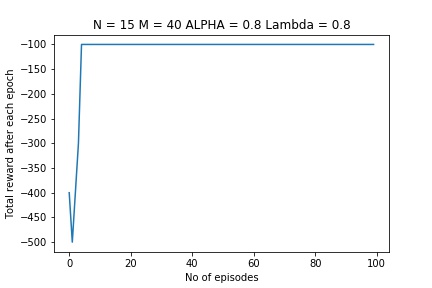 N = 15 M = 40 ALPHA = 0.8 Lambda = 0.8
Total reward after each epoch
−100
−150
−200
−250
−300
−350
−400
−450
−500
0 20 40 60 80 100
No of episodes